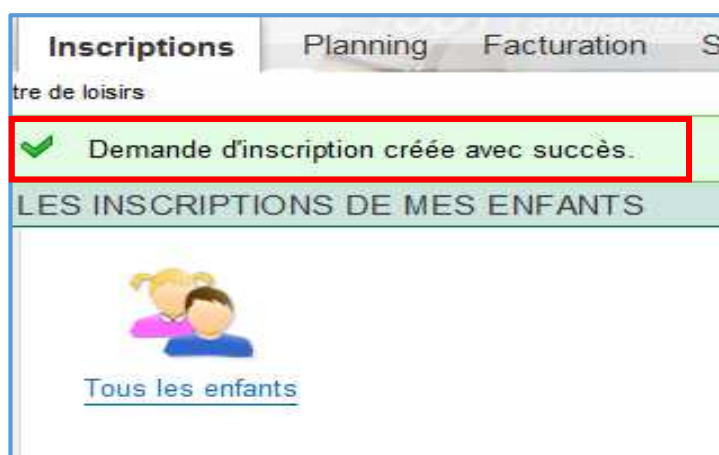 Inscriptions Planning Facturation S
tre de loisirs
Demande d'inscription créée avec succès.
LES INSCRIPTIONS DE MES ENFANTS
Tous les enfants